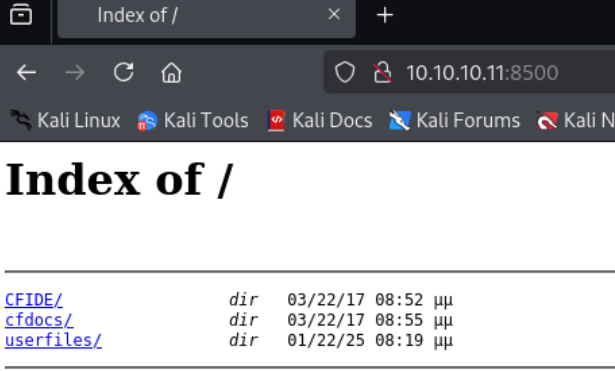 Index of /
10.10.10.11:8500
Kali Linux Kali Tools Kali Docs Kali Forums Kali N
Index of /
CFIDE/ dir 03/22/17 08:52 μμ
cfdocs/ dir 03/22/17 08:55 μμ
userfiles/ dir 01/22/25 08:19 μμ